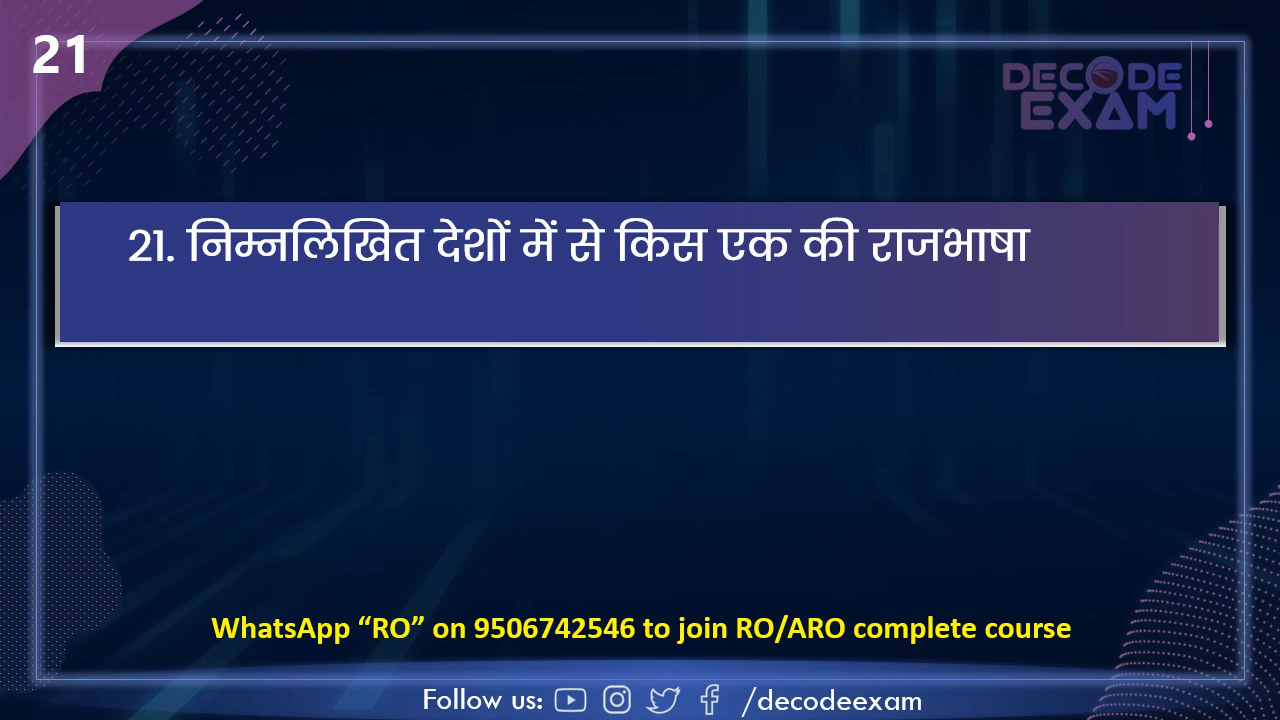 21
DECODE
EXAM
21. निम्नलिखित देशों में से किस एक की राजभाषा
WhatsApp “RO” on 9506742546 to join RO/ARO complete course
Follow us: /decodeexam